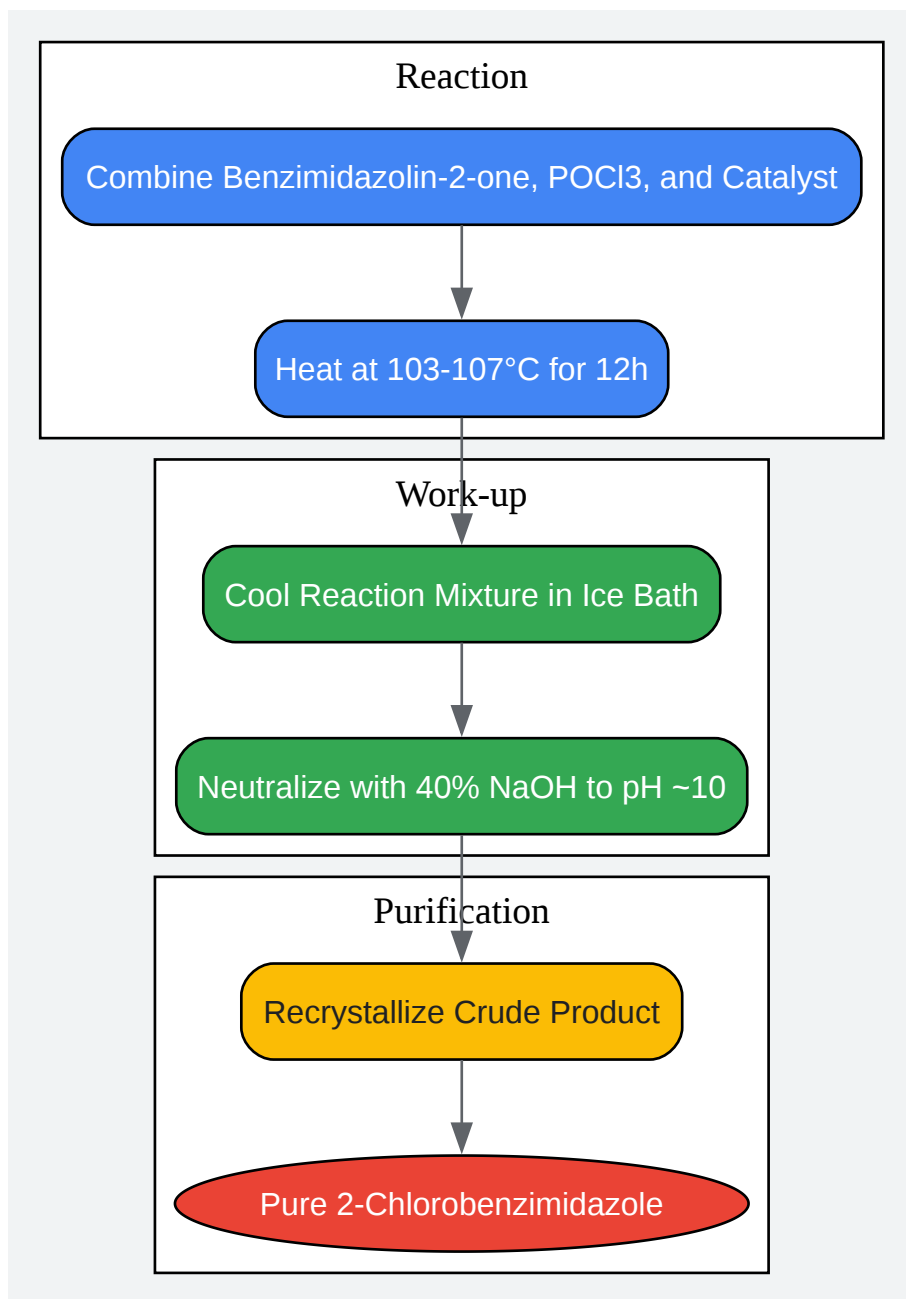 Reaction
Combine Benzimidazolin-2-one, POCl3, and Catalyst
Heat at 103-107°C for 12h
Work-up
Cool Reaction Mixture in Ice Bath
Neutralize with 40% NaOH to pH ~10
Purification
Recrystallize Crude Product
Pure 2-Chlorobenzimidazole